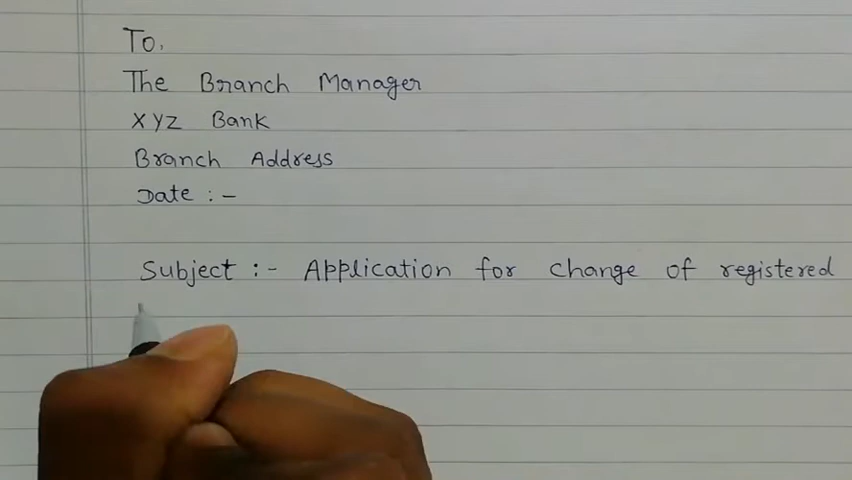 To,
The Branch Manager
XYZ Bank
Branch Address
Date :-
Subject :- Application for change of registered